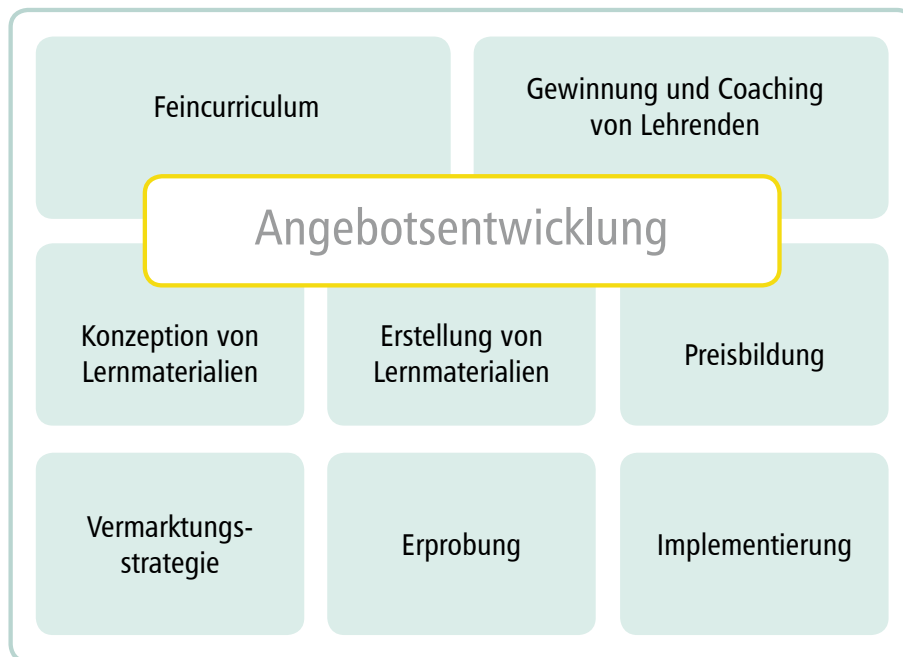 Feincurriculum
Gewinnung und Coaching
von Lehrenden
Angebotsentwicklung
Konzeption von
Lernmaterialien
Erstellung von
Lernmaterialien
Preisbildung
Vermarktungs-
strategie
Erprobung
Implementierung